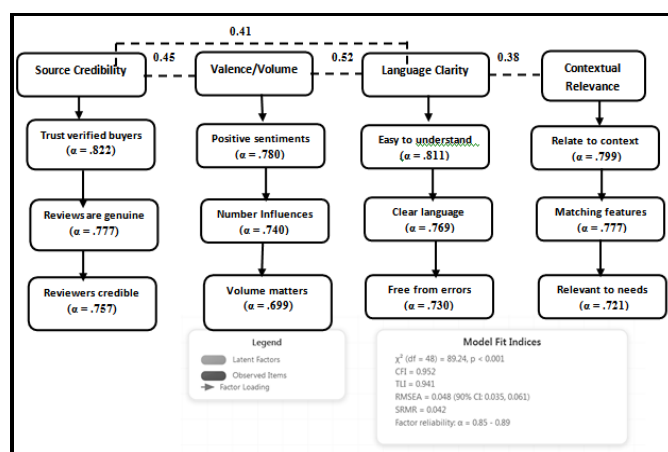 0.41
0.45
0.52
0.38
Source Credibility
Valence/Volume
Language Clarity
Contextual
Relevance
Trust verified buyers
(α = .822)
Positive sentiments
(α = .780)
Easy to understand
(α = .811)
Relate to context
(α = .799)
Reviews are genuine
(α = .777)
Number Influences
(α = .740)
Clear language
(α = .769)
Matching features
(α = .777)
Reviewers credible
(α = .757)
Volume matters
(α = .699)
Free from errors
(α = .730)
Relevant to needs
(α = .721)
Legend
Latent Factors
Observed Items
Factor Loading
Model Fit Indices
χ² (df = 48) = 89.24, p < 0.001
CFI = 0.952
TLI = 0.941
RMSEA = 0.048 (90% CI: 0.035, 0.061)
SRMR = 0.042
Factor reliability: α = 0.85 - 0.89